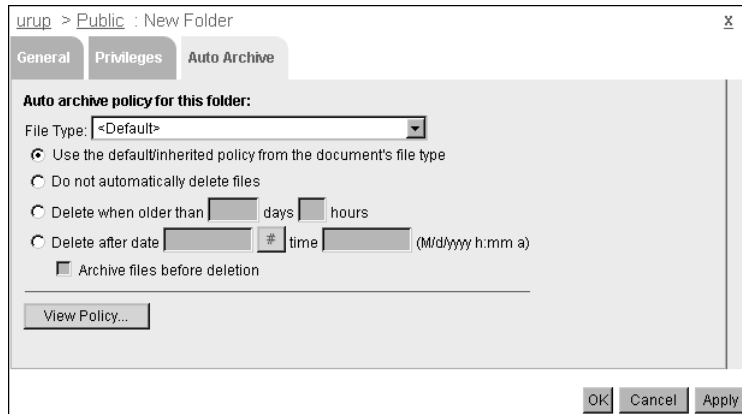 urup > Public : New Folder x
General Privileges Auto Archive
Auto archive policy for this folder:
File Type: <Default>
Use the default/inherited policy from the document's file type
Do not automatically delete files
Delete when older than days hours
Delete after date # time (M/d/yyyy h:mm a)
Archive files before deletion
View Policy...
OK Cancel Apply